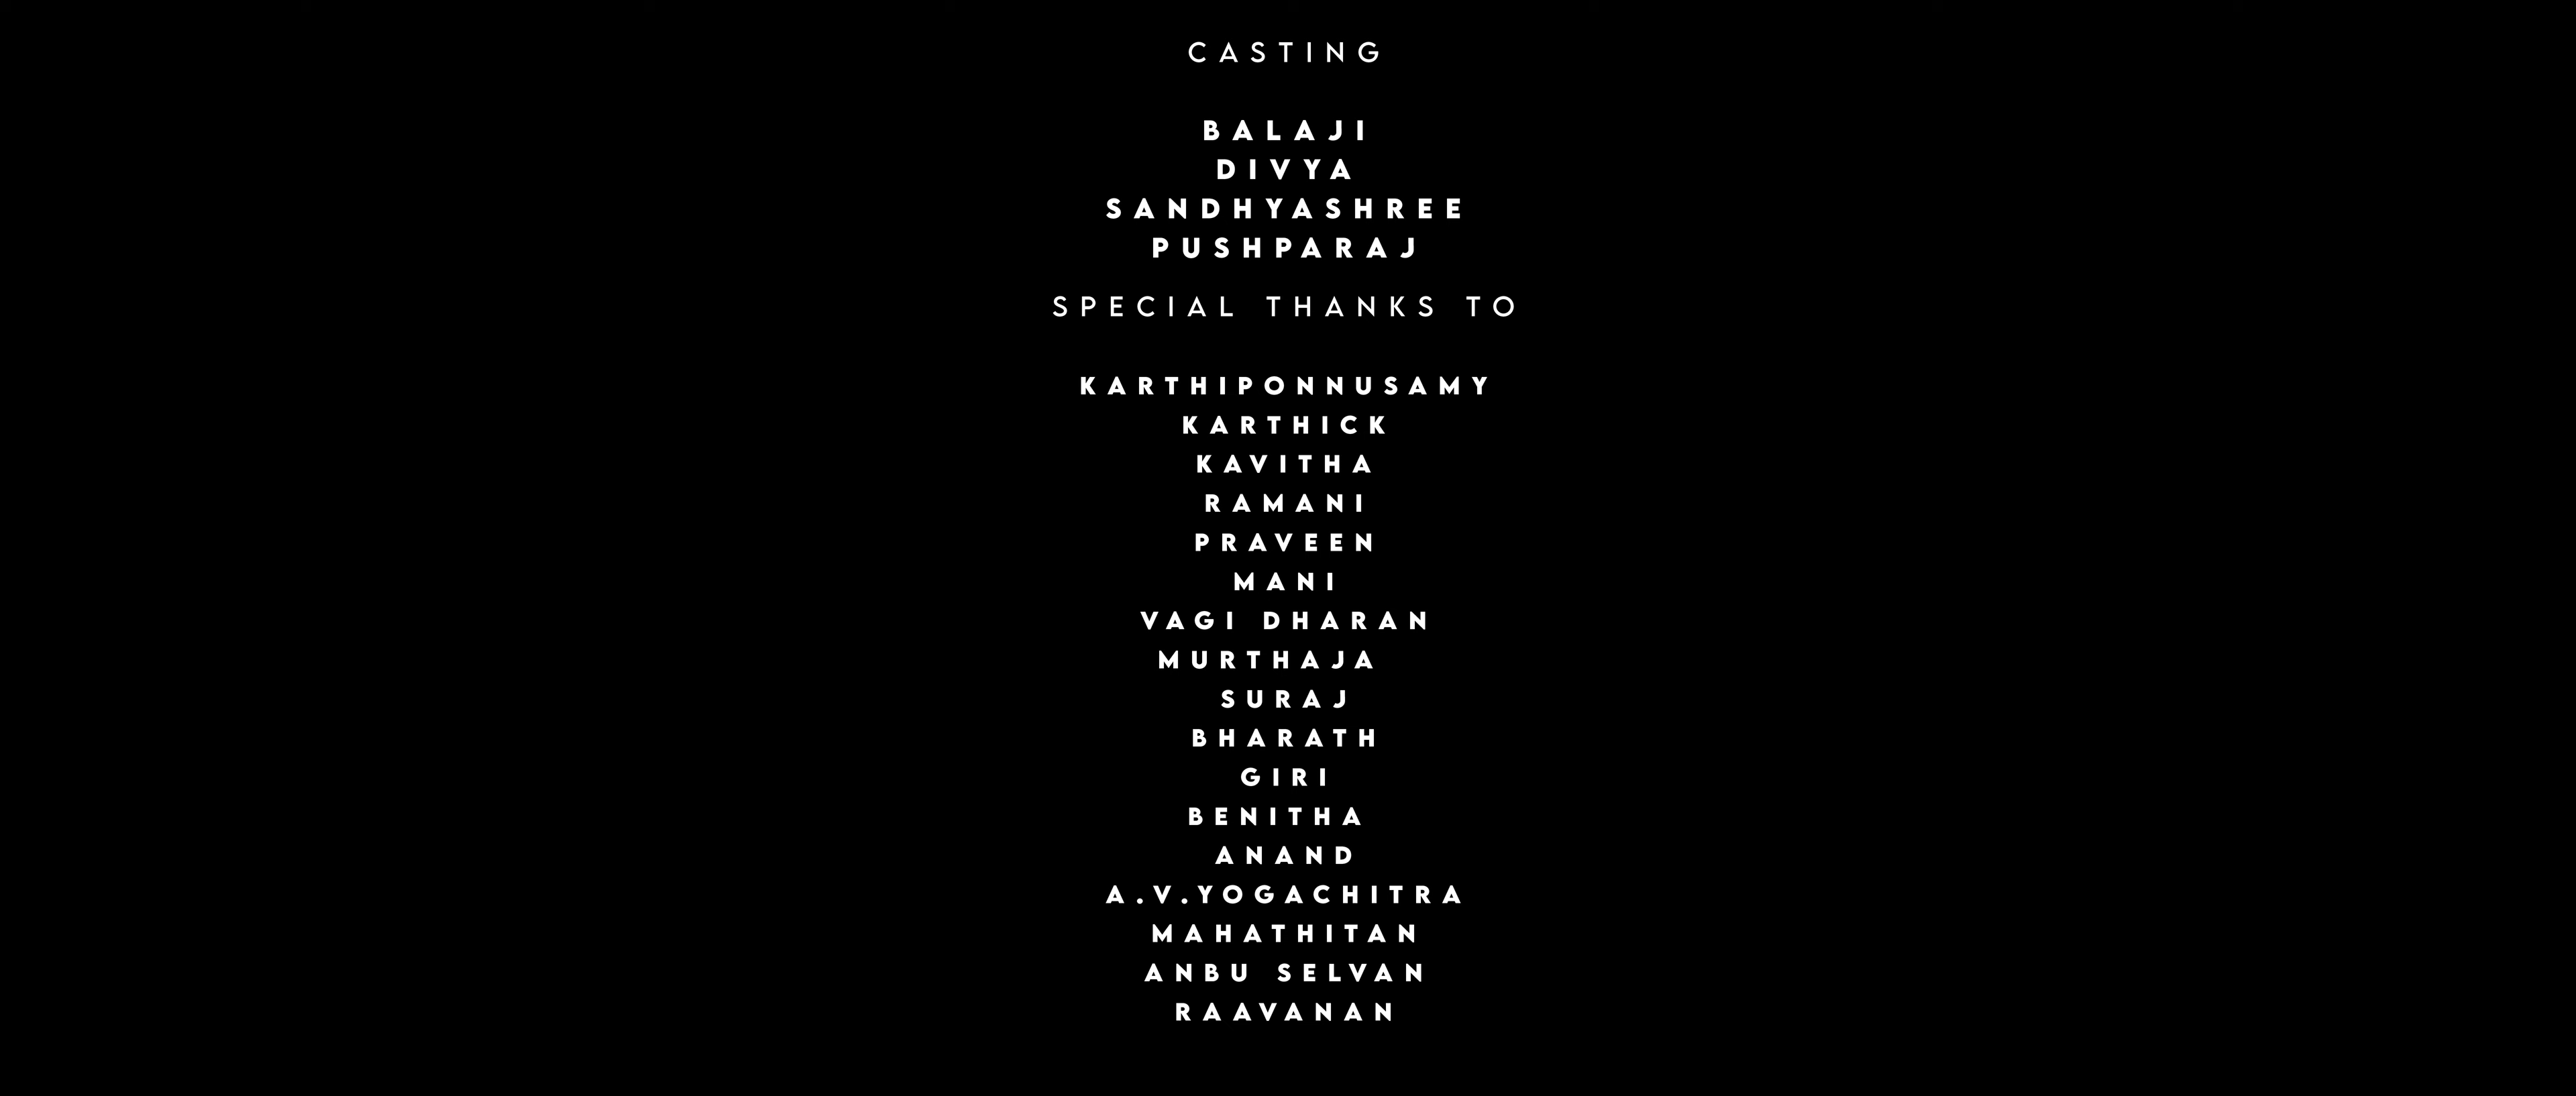 CASTING
BALAJI
DIVYA
SANDHYASHREE
PUSHPARAJ
SPECIAL THANKS TO
KARTHIPONNUSAMY
KARTHICK
KAVITHA
RAMANI
PRAVEEN
MANI
VAGI DHARAN
MURTHAJA
SURAJ
BHARATH
GIRI
BENITHA
ANAND
A.V.YOGACHITRA
MAHATHITAN
ANBU SELVAN
RAAVANAN